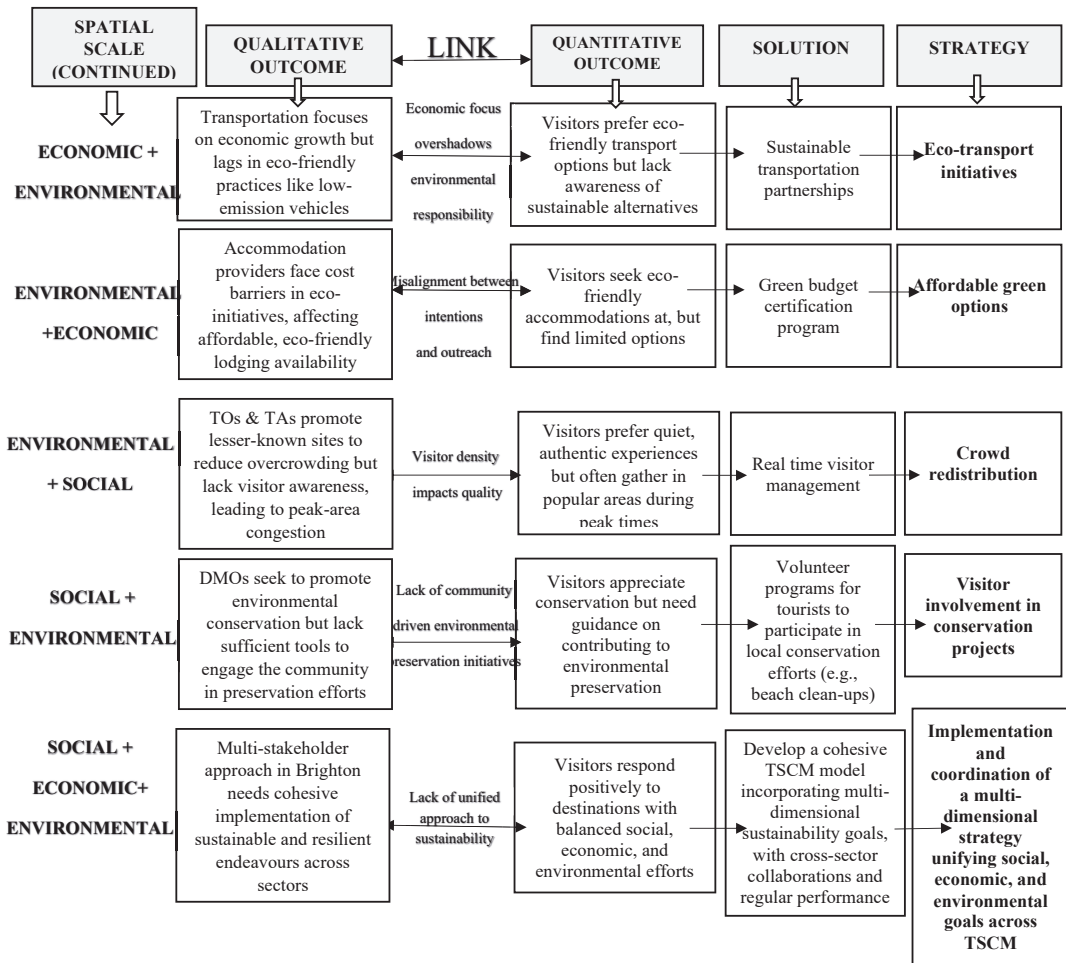 SPATIAL
SCALE
(CONTINUED)
QUALITATIVE
OUTCOME
LINK
QUANTITATIVE
OUTCOME
SOLUTION
STRATEGY
ECONOMIC +
ENVIRONMENTAL
Transportation focuses
on economic growth but
lags in eco-friendly
practices like low-
emission vehicles
Economic focus
overshadows
environmental
responsibility
Visitors prefer eco-
friendly transport
options but lack
awareness of
sustainable alternatives
Sustainable
transportation
partnerships
Eco-transport
initiatives
ENVIRONMENTAL
+ECONOMIC
Accommodation
providers face cost
barriers in eco-
initiatives, affecting
affordable, eco-friendly
lodging availability
Misalignment between
intentions
and outreach
Visitors seek eco-
friendly
accommodations at, but
find limited options
Green budget
certification
program
Affordable green
options
ENVIRONMENTAL
+ SOCIAL
TOs & TAs promote
lesser-known sites to
reduce overcrowding but
lack visitor awareness,
leading to peak-area
congestion
Visitor density
impacts quality
Visitors prefer quiet,
authentic experiences
but often gather in
popular areas during
peak times
Real time visitor
management
Crowd
redistribution
SOCIAL +
ENVIRONMENTAL
DMOs seek to promote
environmental
conservation but lack
sufficient tools to
engage the community
in preservation efforts
Lack of community
driven environmental
preservation initiatives
Visitors appreciate
conservation but need
guidance on
contributing to
environmental
preservation
Volunteer
programs for
tourists to
participate in
local conservation
efforts (e.g.,
beach clean-ups)
Visitor
involvement in
conservation
projects
SOCIAL +
ECONOMIC+
ENVIRONMENTAL
Multi-stakeholder
approach in Brighton
needs cohesive
implementation of
sustainable and resilient
endeavours across
sectors
Lack of unified
approach to
sustainability
Visitors respond
positively to
destinations with
balanced social,
economic, and
environmental efforts
Develop a cohesive
TSCM model
incorporating multi-
dimensional
sustainability goals,
with cross-sector
collaborations and
regular performance
Implementation
and
coordination of
a multi-
dimensional
strategy
unifying social,
economic, and
environmental
goals across
TSCM